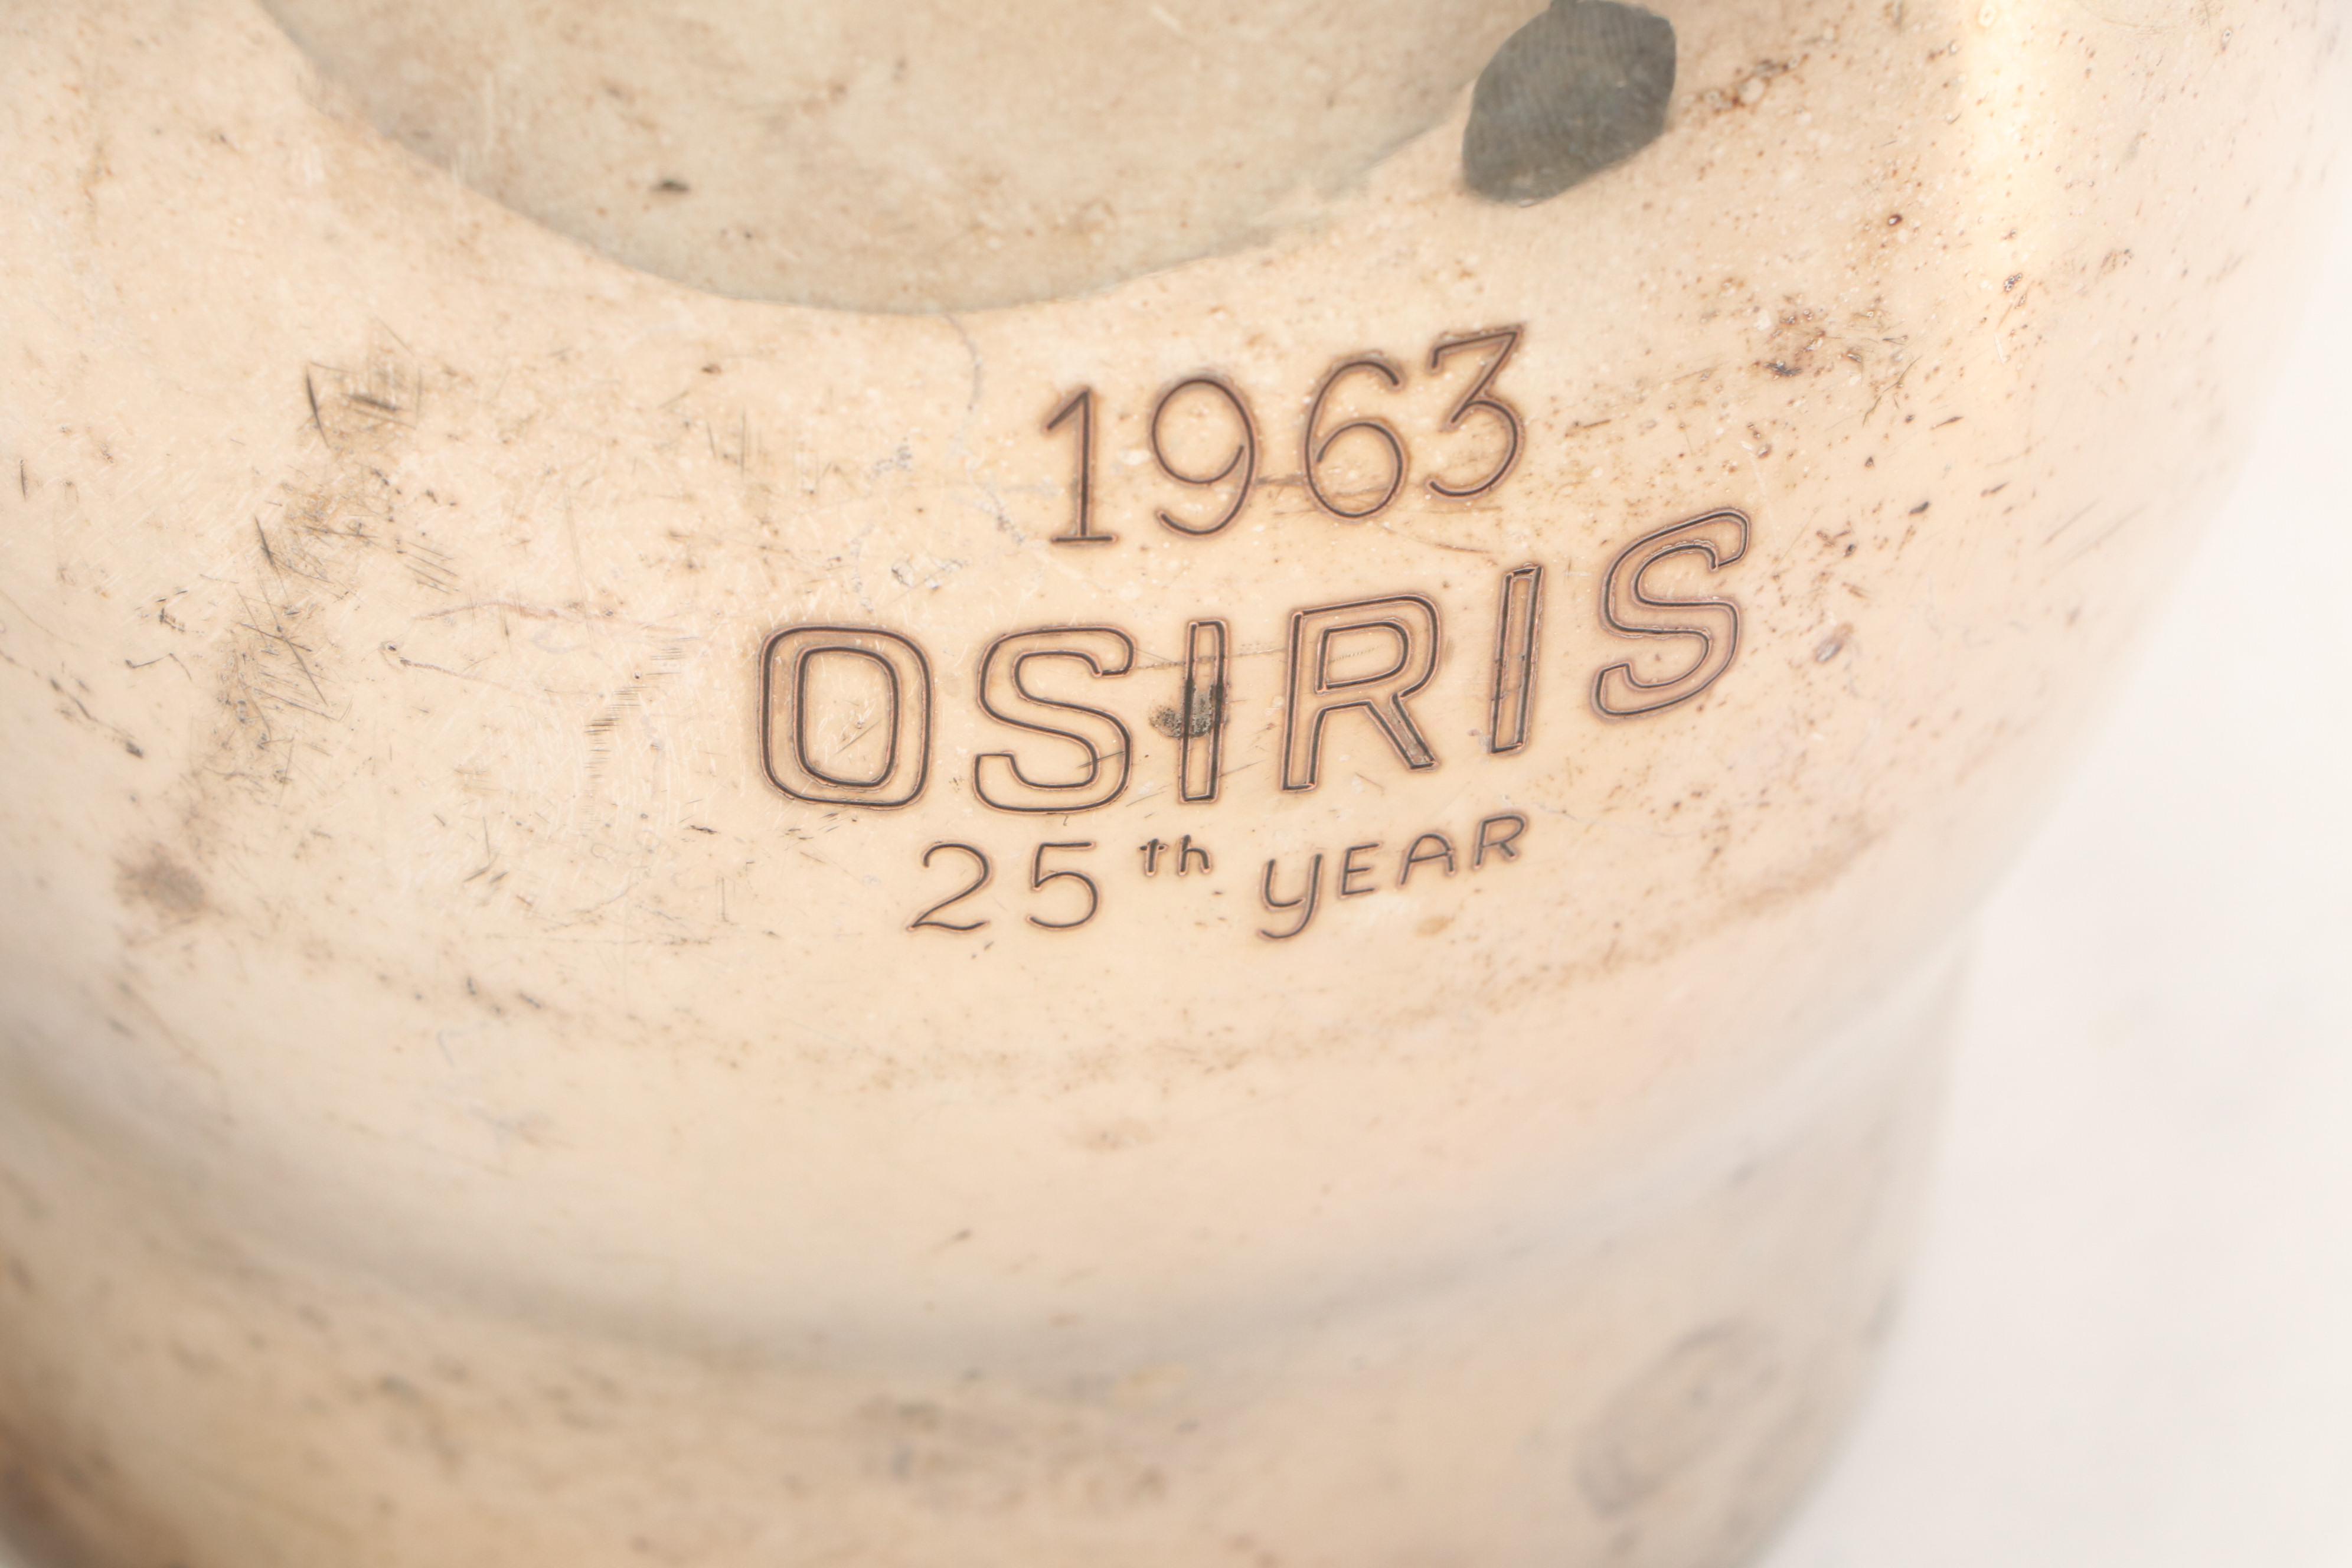 1963
OSIRIS
25th YEAR